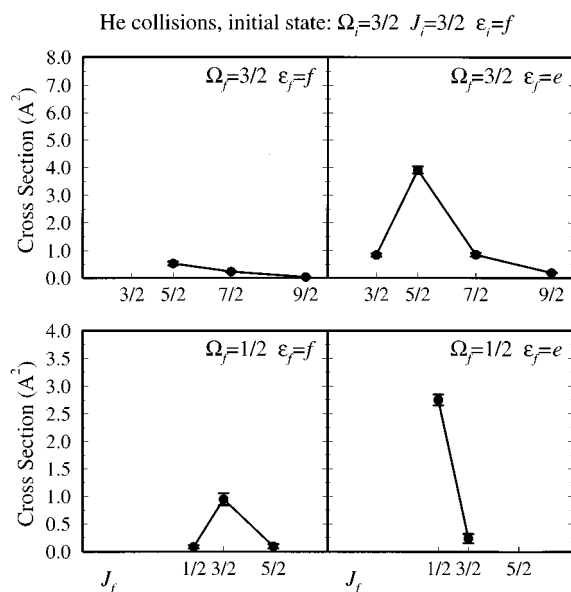 He collisions, initial state: Ωi=3/2 Ji=3/2 εi=f
Ωf=3/2 εf=f
Ωf=3/2 εf=e
Cross Section (A²)
8.0
7.0
6.0
5.0
4.0
3.0
2.0
1.0
0.0
3/2 5/2 7/2 9/2
3/2 5/2 7/2 9/2
Ωf=1/2 εf=f
Ωf=1/2 εf=e
Cross Section (A²)
4.0
3.5
3.0
2.5
2.0
1.5
1.0
0.5
0.0
Jf 1/2 3/2 5/2
Jf 1/2 3/2 5/2